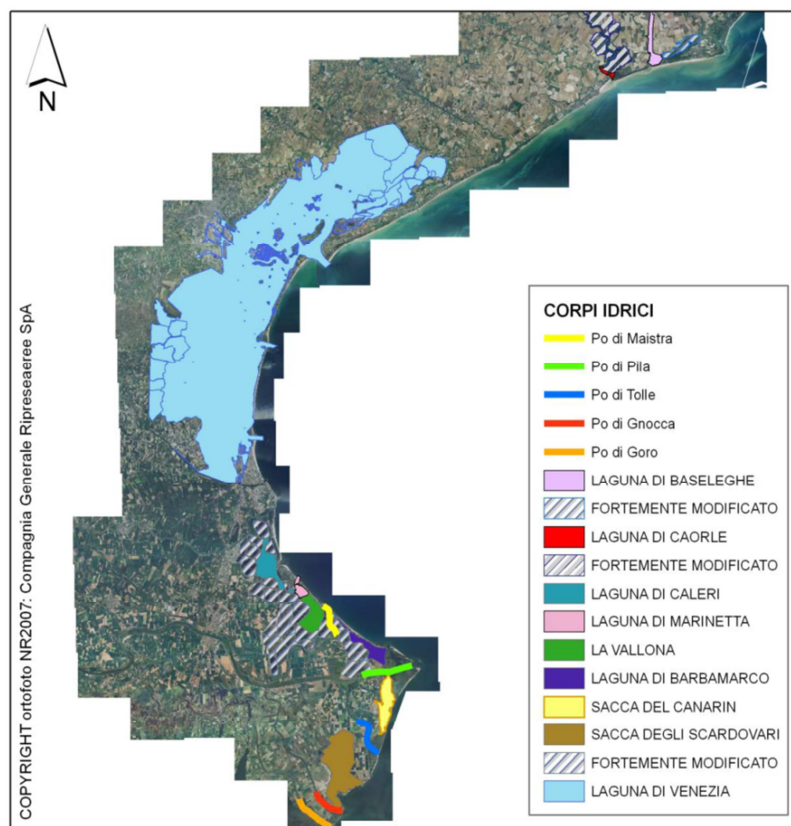 N
COPYRIGHT ortofoto NR2007: Compagnia Generale Ripreseaeree SpA
CORPI IDRICI
Po di Maistra
Po di Pila
Po di Tolle
Po di Gnocca
Po di Goro
LAGUNA DI BASELEGHE
FORTEMENTE MODIFICATO
LAGUNA DI CAORLE
FORTEMENTE MODIFICATO
LAGUNA DI CALERI
LAGUNA DI MARINETTA
LA VALLONA
LAGUNA DI BARBAMARCO
SACCA DEL CANARIN
SACCA DEGLI SCARDOVARI
FORTEMENTE MODIFICATO
LAGUNA DI VENEZIA